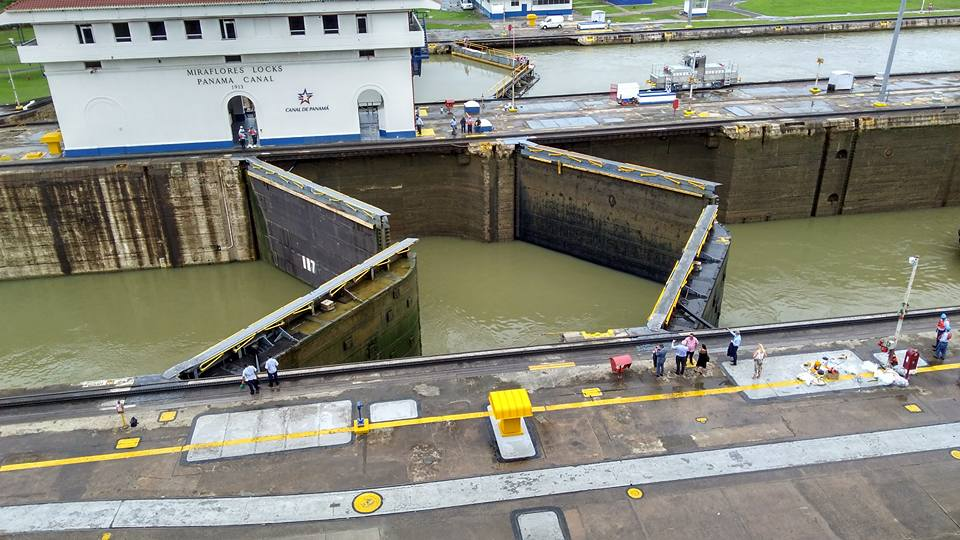 MIRAFLORES LOCKS
PANAMA CANAL
1913
CANAL DE PANAMÁ
117